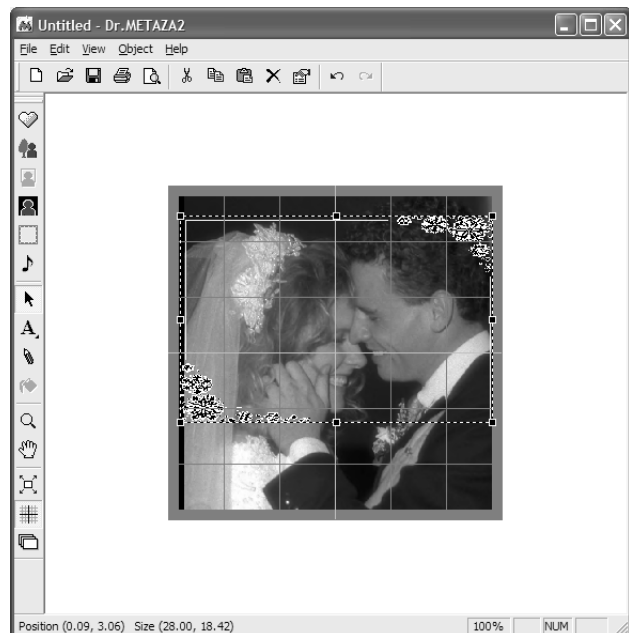 Untitled - Dr.METAZA2
File Edit View Object Help
A
Position (0.09, 3.06) Size (28.00, 18.42) 100% NUM